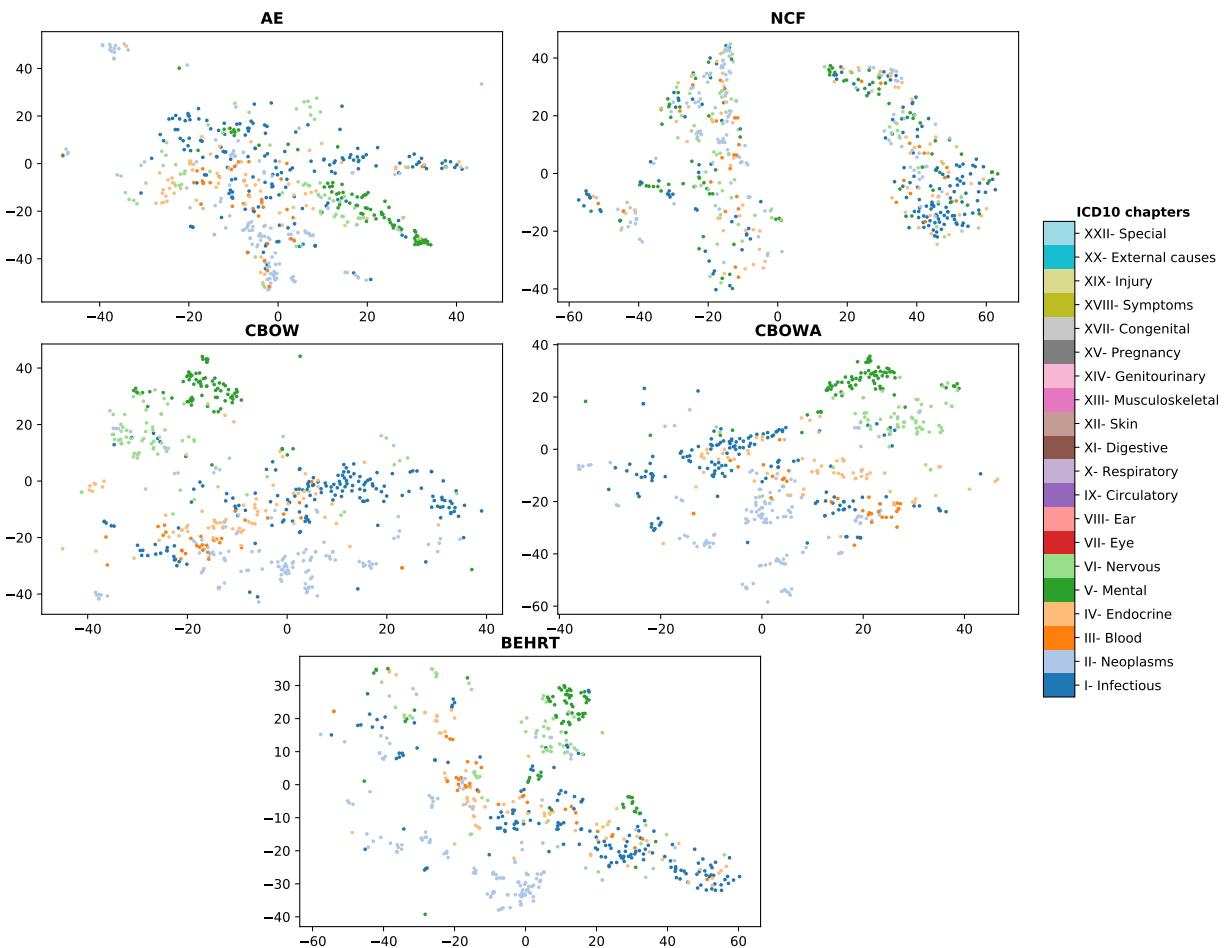 AE
40
20
0
−20
−40
−40
−20
0
20
40
NCF
40
20
0
−20
−40
−60
−40
−20
0
20
40
60
CBOW
40
20
0
−20
−40
−40
−20
0
20
40
CBOWA
40
20
0
−20
−40
−60
−40
−20
0
20
40
BEHRT
30
20
10
0
−10
−20
−30
−40
−60
−40
−20
0
20
40
60
ICD10 chapters
XXII- Special
XX- External causes
XIX- Injury
XVIII- Symptoms
XVII- Congenital
XV- Pregnancy
XIV- Genitourinary
XIII- Musculoskeletal
XII- Skin
XI- Digestive
X- Respiratory
IX- Circulatory
VIII- Ear
VII- Eye
VI- Nervous
V- Mental
IV- Endocrine
III- Blood
II- Neoplasms
I- Infectious